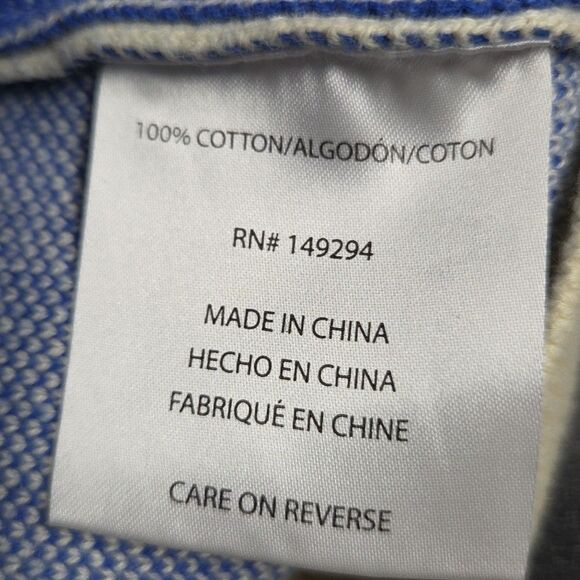 100% COTTON/ALGODÓN/COTON
RN# 149294
MADE IN CHINA
HECHO EN CHINA
FABRIQUÉ EN CHINE
CARE ON REVERSE